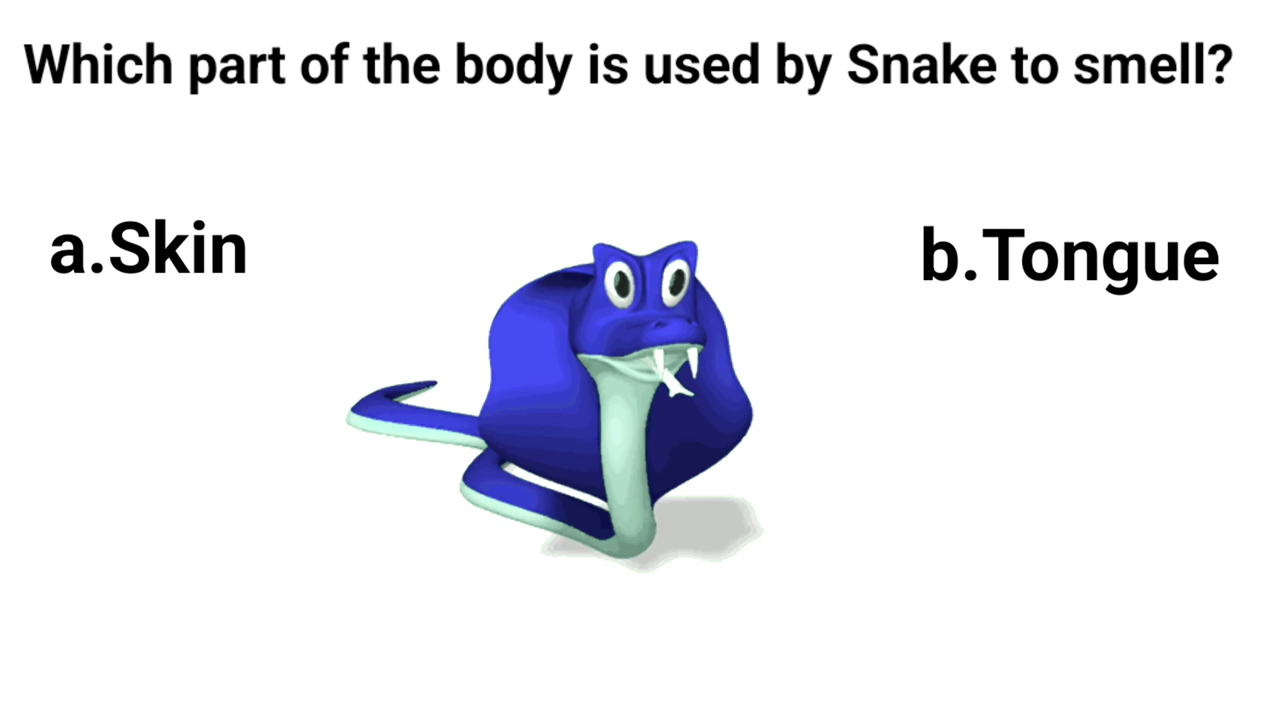 Which part of the body is used by Snake to smell?
a.Skin
b.Tongue